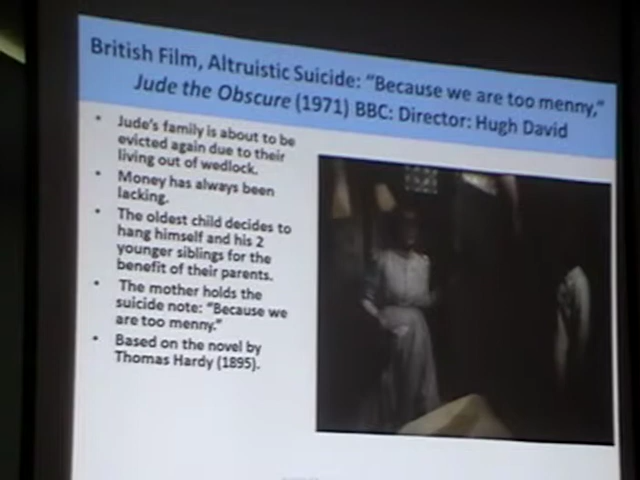 British Film, Altruistic Suicide: "Because we are too menny,"
Jude the Obscure (1971) BBC: Director: Hugh David
• Jude's family is about to be
evicted again due to their
living out of wedlock.
• Money has always been
lacking.
• The oldest child decides to
hang himself and his 2
younger siblings for the
benefit of their parents.
• The mother holds the
suicide note: "Because we
are too menny."
• Based on the novel by
Thomas Hardy (1895).